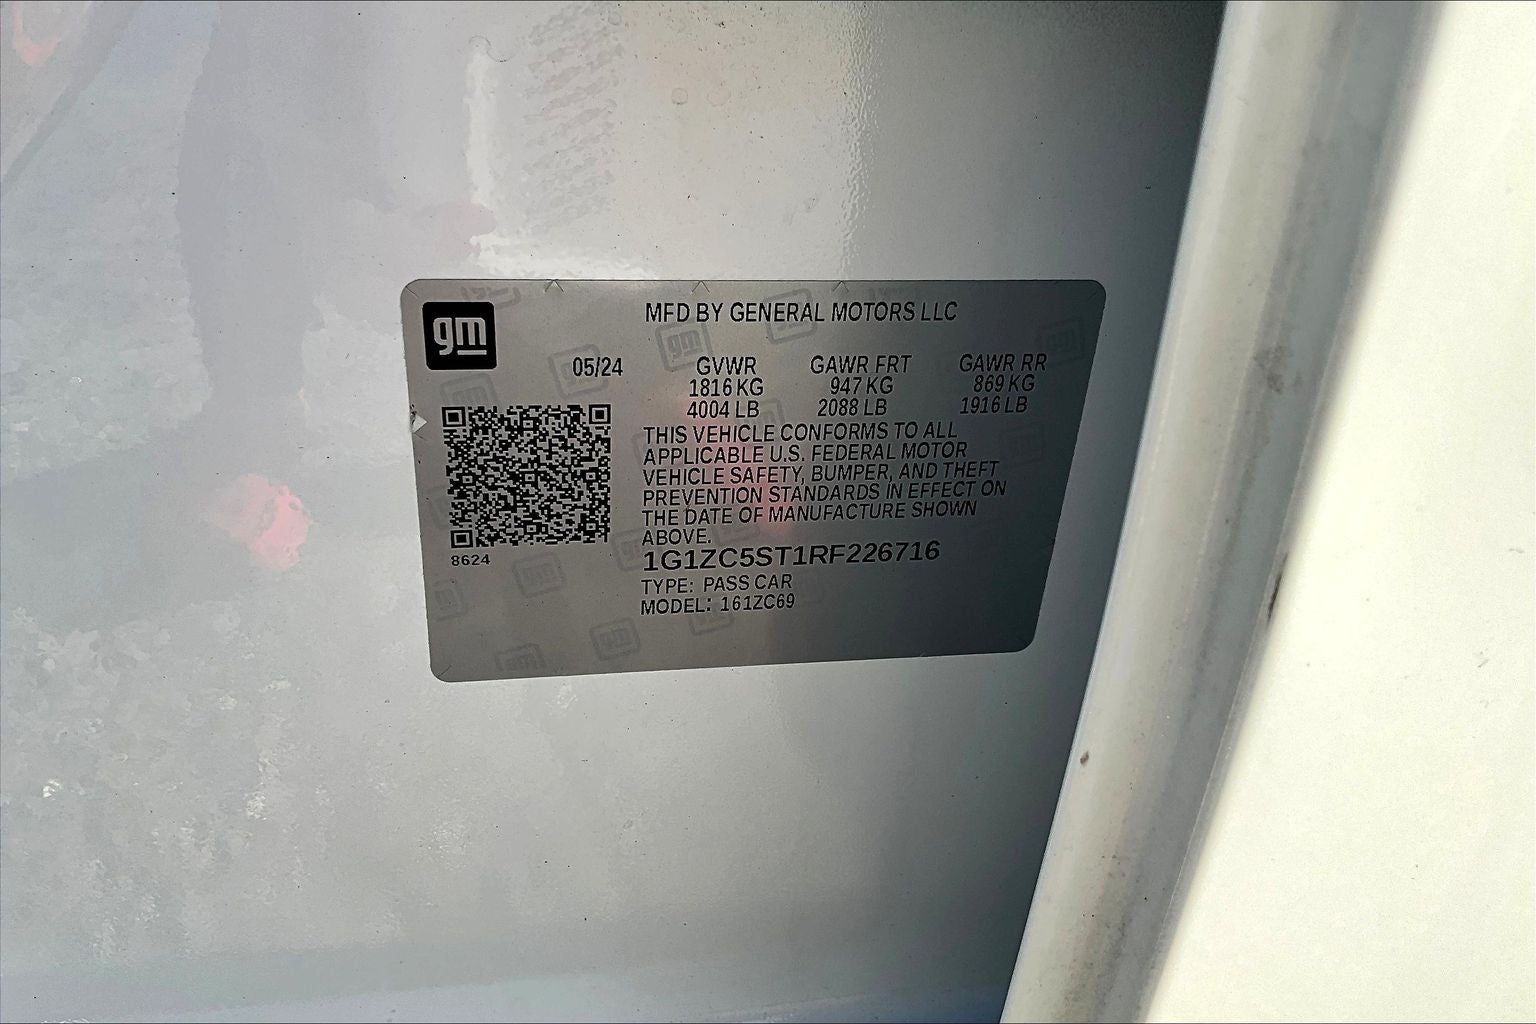 gm
MFD BY GENERAL MOTORS LLC
05/24 GVWR GAWR FRT GAWR RR
1816 KG 947 KG 869 KG
4004 LB 2088 LB 1916 LB
THIS VEHICLE CONFORMS TO ALL
APPLICABLE U.S. FEDERAL MOTOR
VEHICLE SAFETY, BUMPER, AND THEFT
PREVENTION STANDARDS IN EFFECT ON
THE DATE OF MANUFACTURE SHOWN
ABOVE.
8624
1G1ZC5ST1RF226716
TYPE: PASS CAR
MODEL: 161ZC69